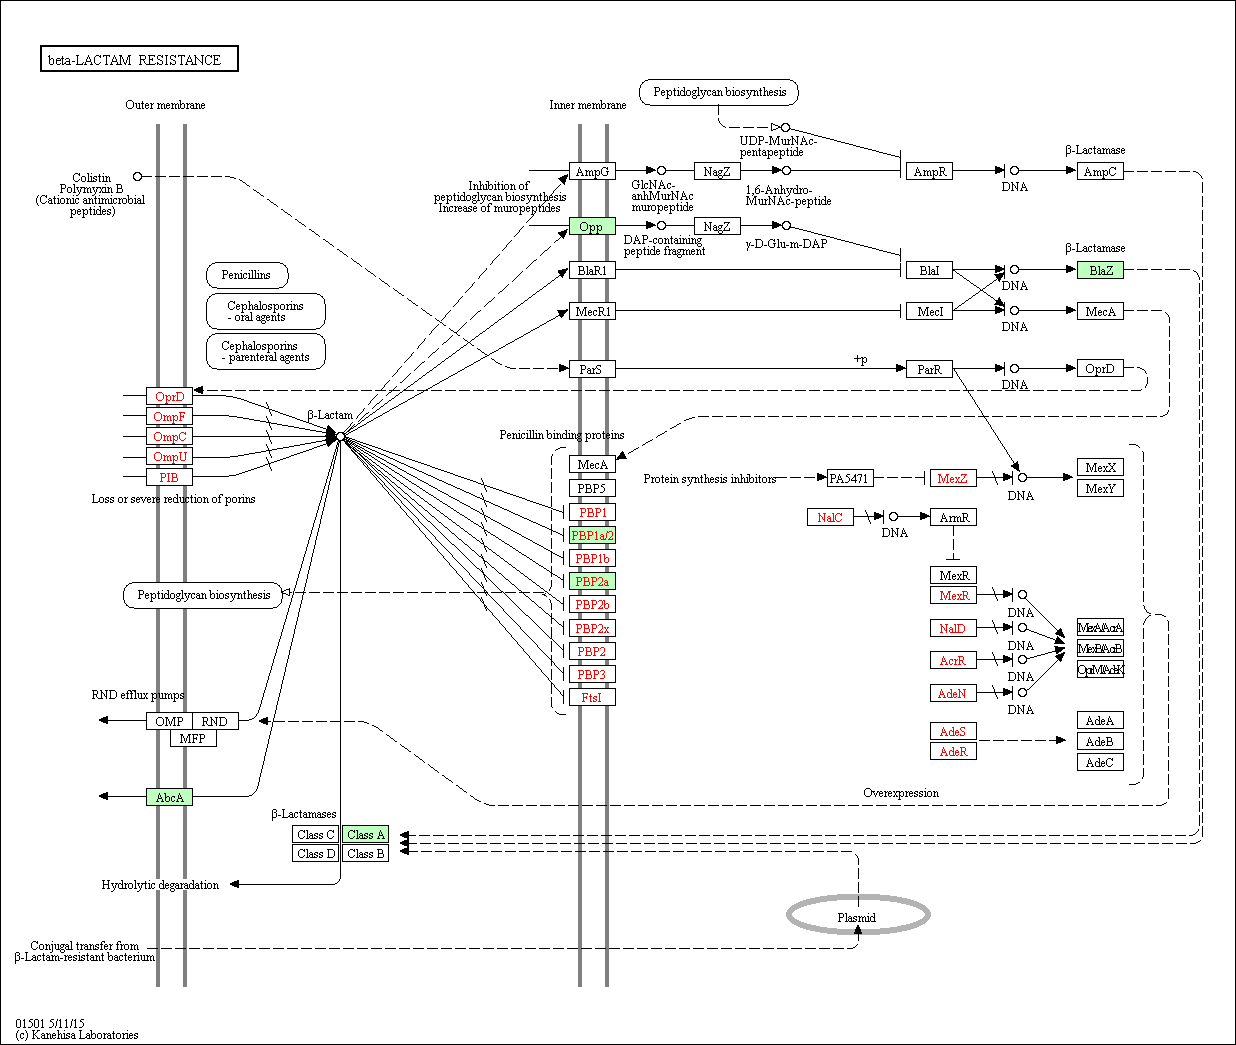 beta-LACTAM RESISTANCE
Outer membrane
Inner membrane
Peptidoglycan biosynthesis
UDP-MurNAc-
pentapeptide
β-Lactamase
Colistin
Polymyxin B
(Cationic antimicrobial
peptides)
Inhibition of
peptidoglycan biosynthesis
Increase of muropeptides
AmpG
NagZ
AmpR
DNA
AmpC
GlcNAc-
anhMurNAc
muropeptide
1,6-Anhydro-
MurNAc-peptide
Opp
NagZ
DAP-containing
peptide fragment
γ-D-Glu-m-DAP
β-Lactamase
Penicillins
BlaR1
BlaI
DNA
BlaZ
Cephalosporins
- oral agents
MecR1
MecI
DNA
MecA
Cephalosporins
- parenteral agents
ParS
+p
ParR
DNA
OprD
OprD
OmpF
OmpC
OmpU
PIB
β-Lactam
Loss or severe reduction of porins
Penicillin binding proteins
MecA
PBP5
PBP1
PBP1a/2
PBP1b
PBP2a
PBP2b
PBP2x
PBP2
PBP3
FtsI
Protein synthesis inhibitors
PA5471
MexZ
DNA
MexX
MexY
NalC
DNA
ArmR
MexR
MexR
DNA
NalD
DNA
AcrR
DNA
AdeN
DNA
MexA/AcrA
MexB/AcrB
OprM/AdeK
AdeS
AdeR
AdeA
AdeB
AdeC
Peptidoglycan biosynthesis
RND efflux pumps
OMP
RND
MFP
AbcA
Overexpression
β-Lactamases
Class C
Class A
Class D
Class B
Hydrolytic degradation
Plasmid
Conjugal transfer from
β-Lactam-resistant bacterium
01501 5/11/15
(c) Kanehisa Laboratories